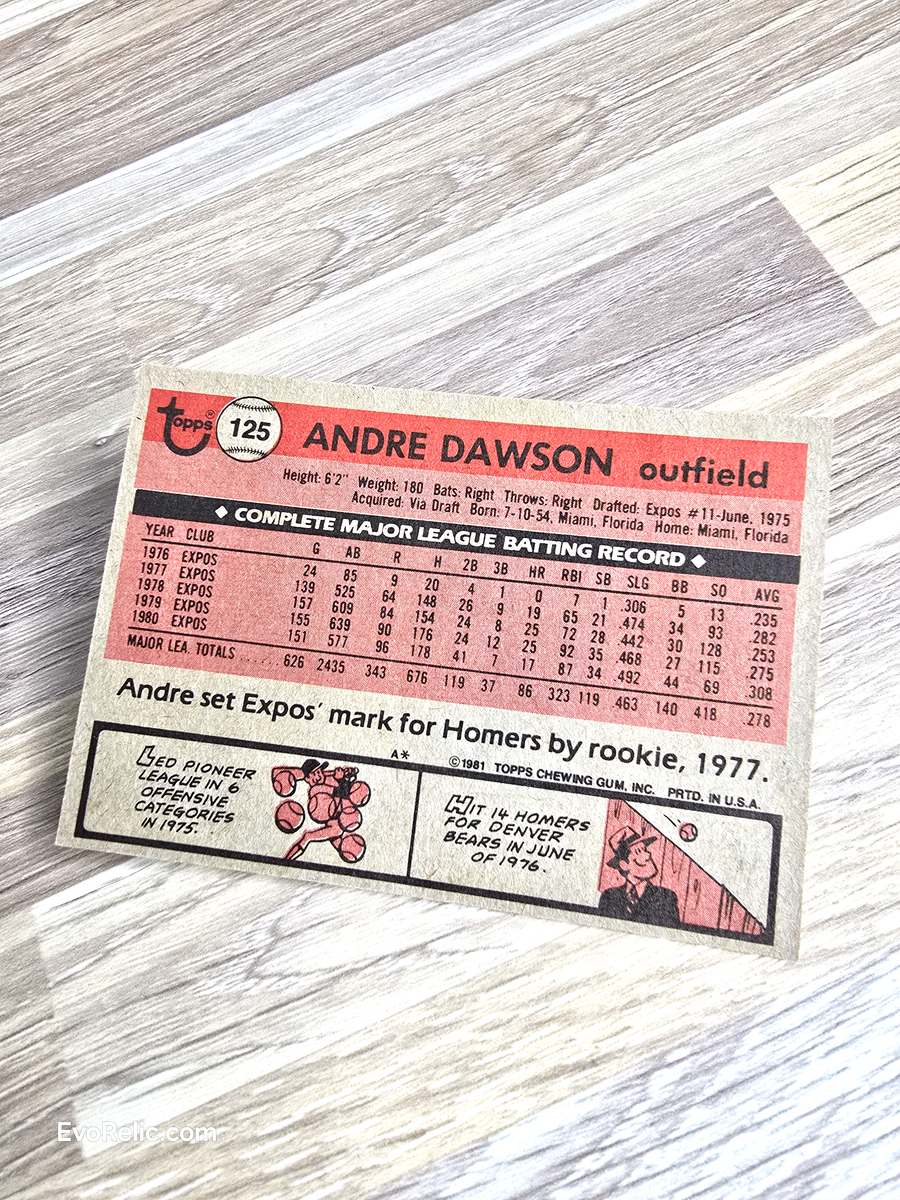 Topps® 125 ANDRE DAWSON outfield
Height: 6'2" Weight: 180 Bats: Right Throws: Right Drafted: Expos #11-June, 1975
Acquired: Via Draft Born: 7-10-54, Miami, Florida Home: Miami, Florida
◆ COMPLETE MAJOR LEAGUE BATTING RECORD ◆
YEAR CLUB G AB R H 2B 3B HR RBI SB SLG BB SO AVG
1976 EXPOS 24 85 9 20 4 1 0 7 1 .306 5 13 .235
1977 EXPOS 139 525 64 148 26 9 19 65 21 .474 34 93 .282
1978 EXPOS 157 609 84 154 24 8 25 72 28 .442 30 128 .253
1979 EXPOS 155 639 90 176 24 12 25 92 35 .468 27 115 .275
1980 EXPOS 151 577 96 178 41 7 17 87 34 .492 44 69 .308
MAJOR LEA. TOTALS ...... 626 2435 343 676 119 37 86 323 119 .463 140 418 .278
Andre set Expos' mark for Homers by rookie, 1977.
A* ©1981 TOPPS CHEWING GUM, INC. PRTD. IN U.S.A.
LED PIONEER
LEAGUE IN 6
OFFENSIVE
CATEGORIES
IN 1975.
HIT 14 HOMERS
FOR DENVER
BEARS IN JUNE
OF 1976.
EvoRelic.com